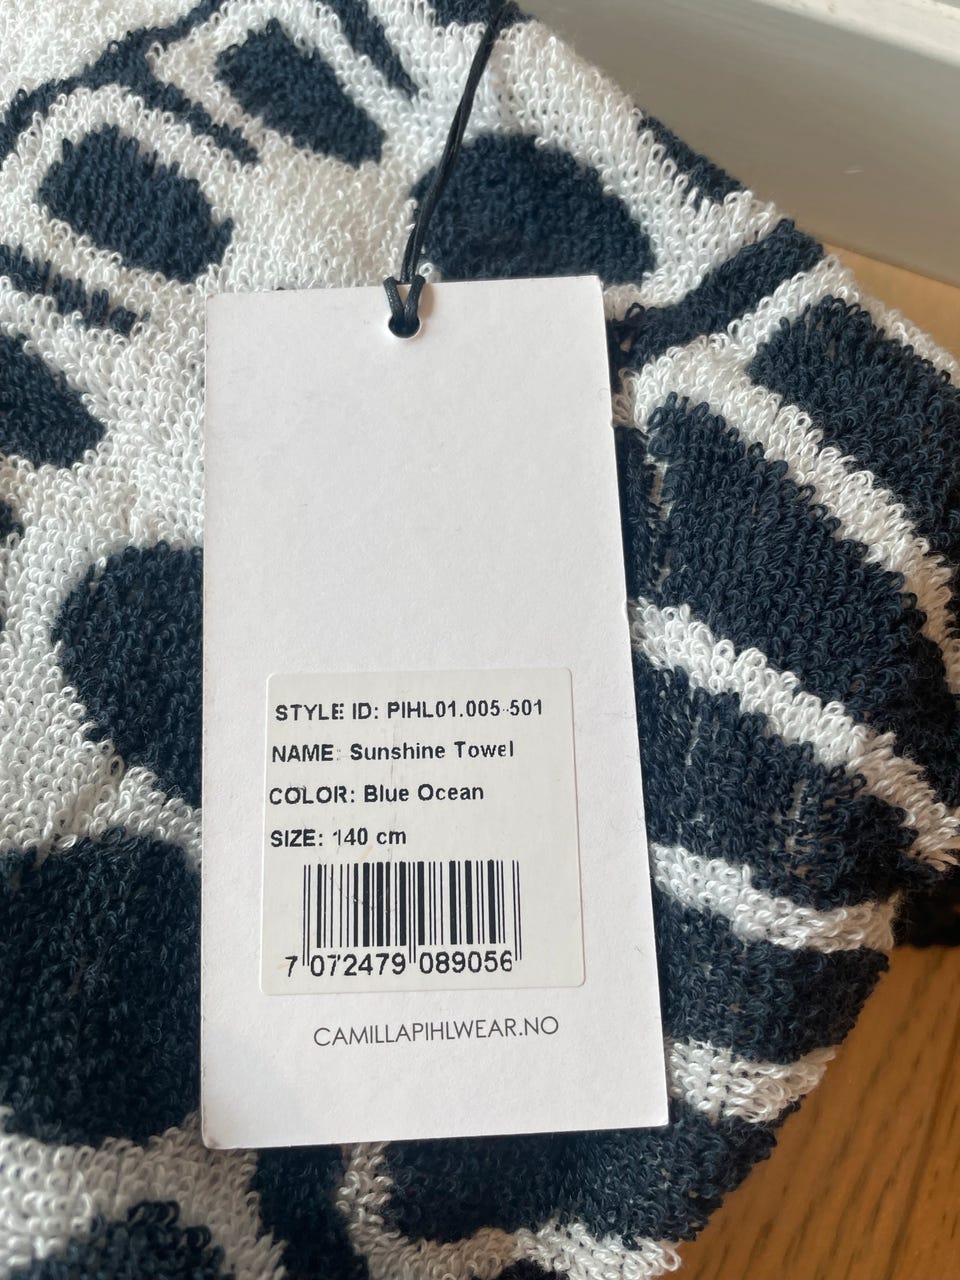 STYLE ID: PIHL01.005-501
NAME: Sunshine Towel
COLOR: Blue Ocean
SIZE: 140 cm
7 072479 089056
CAMILLAPIHLWEAR.NO